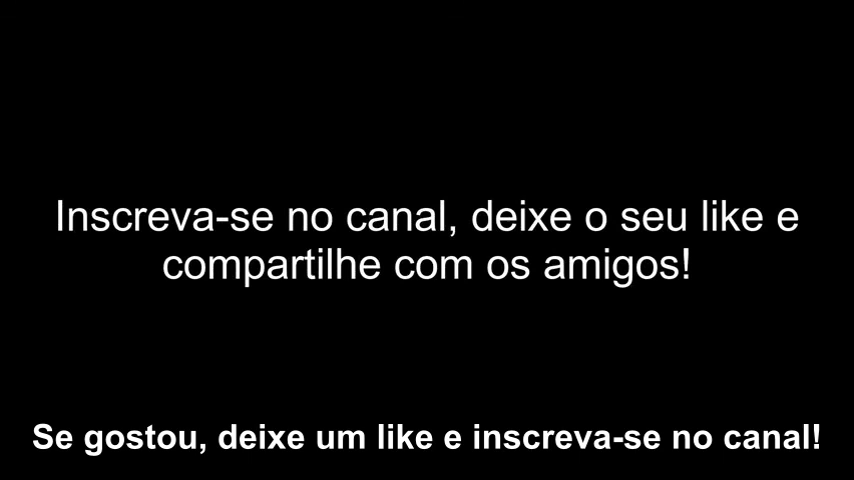 Inscreva-se no canal, deixe o seu like e
compartilhe com os amigos!
Se gostou, deixe um like e inscreva-se no canal!